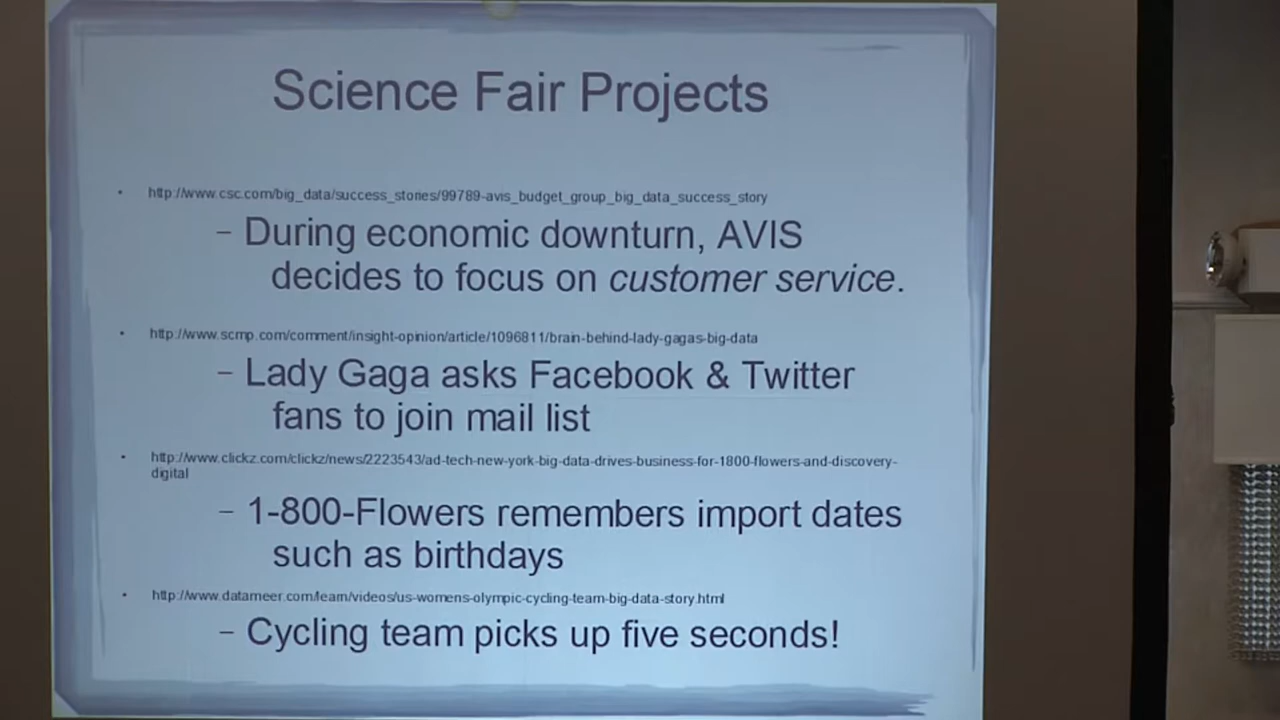 Science Fair Projects
• http://www.csc.com/big_data/success_stories/99789-avis_budget_group_big_data_success_story
– During economic downturn, AVIS
decides to focus on customer service.
• http://www.scmp.com/comment/insight-opinion/article/1096811/brain-behind-lady-gagas-big-data
– Lady Gaga asks Facebook & Twitter
fans to join mail list
• http://www.clickz.com/clickz/news/2223543/ad-tech-new-york-big-data-drives-business-for-1800-flowers-and-discovery-
digital
– 1-800-Flowers remembers import dates
such as birthdays
• http://www.datameer.com/learn/videos/us-womens-olympic-cycling-team-big-data-story.html
– Cycling team picks up five seconds!